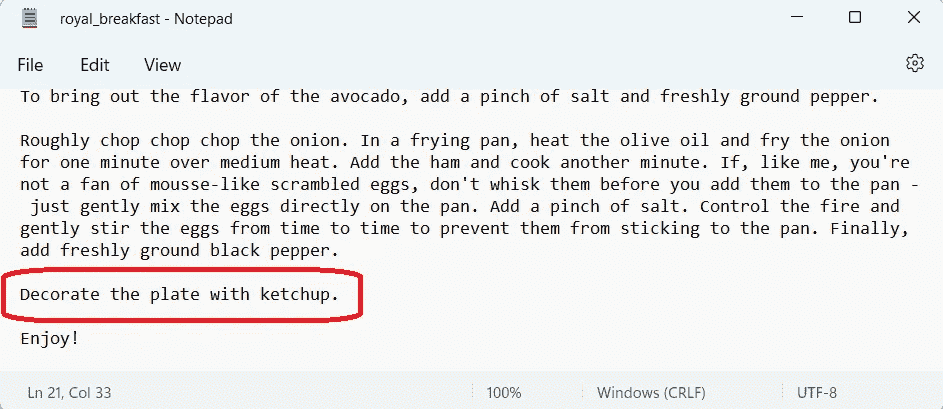 royal_breakfast - Notepad
File Edit View
To bring out the flavor of the avocado, add a pinch of salt and freshly ground pepper.
Roughly chop chop chop the onion. In a frying pan, heat the olive oil and fry the onion
for one minute over medium heat. Add the ham and cook another minute. If, like me, you're
not a fan of mousse-like scrambled eggs, don't whisk them before you add them to the pan -
just gently mix the eggs directly on the pan. Add a pinch of salt. Control the fire and
gently stir the eggs from time to time to prevent them from sticking to the pan. Finally,
add freshly ground black pepper.
Decorate the plate with ketchup.
Enjoy!
Ln 21, Col 33 100% Windows (CRLF) UTF-8